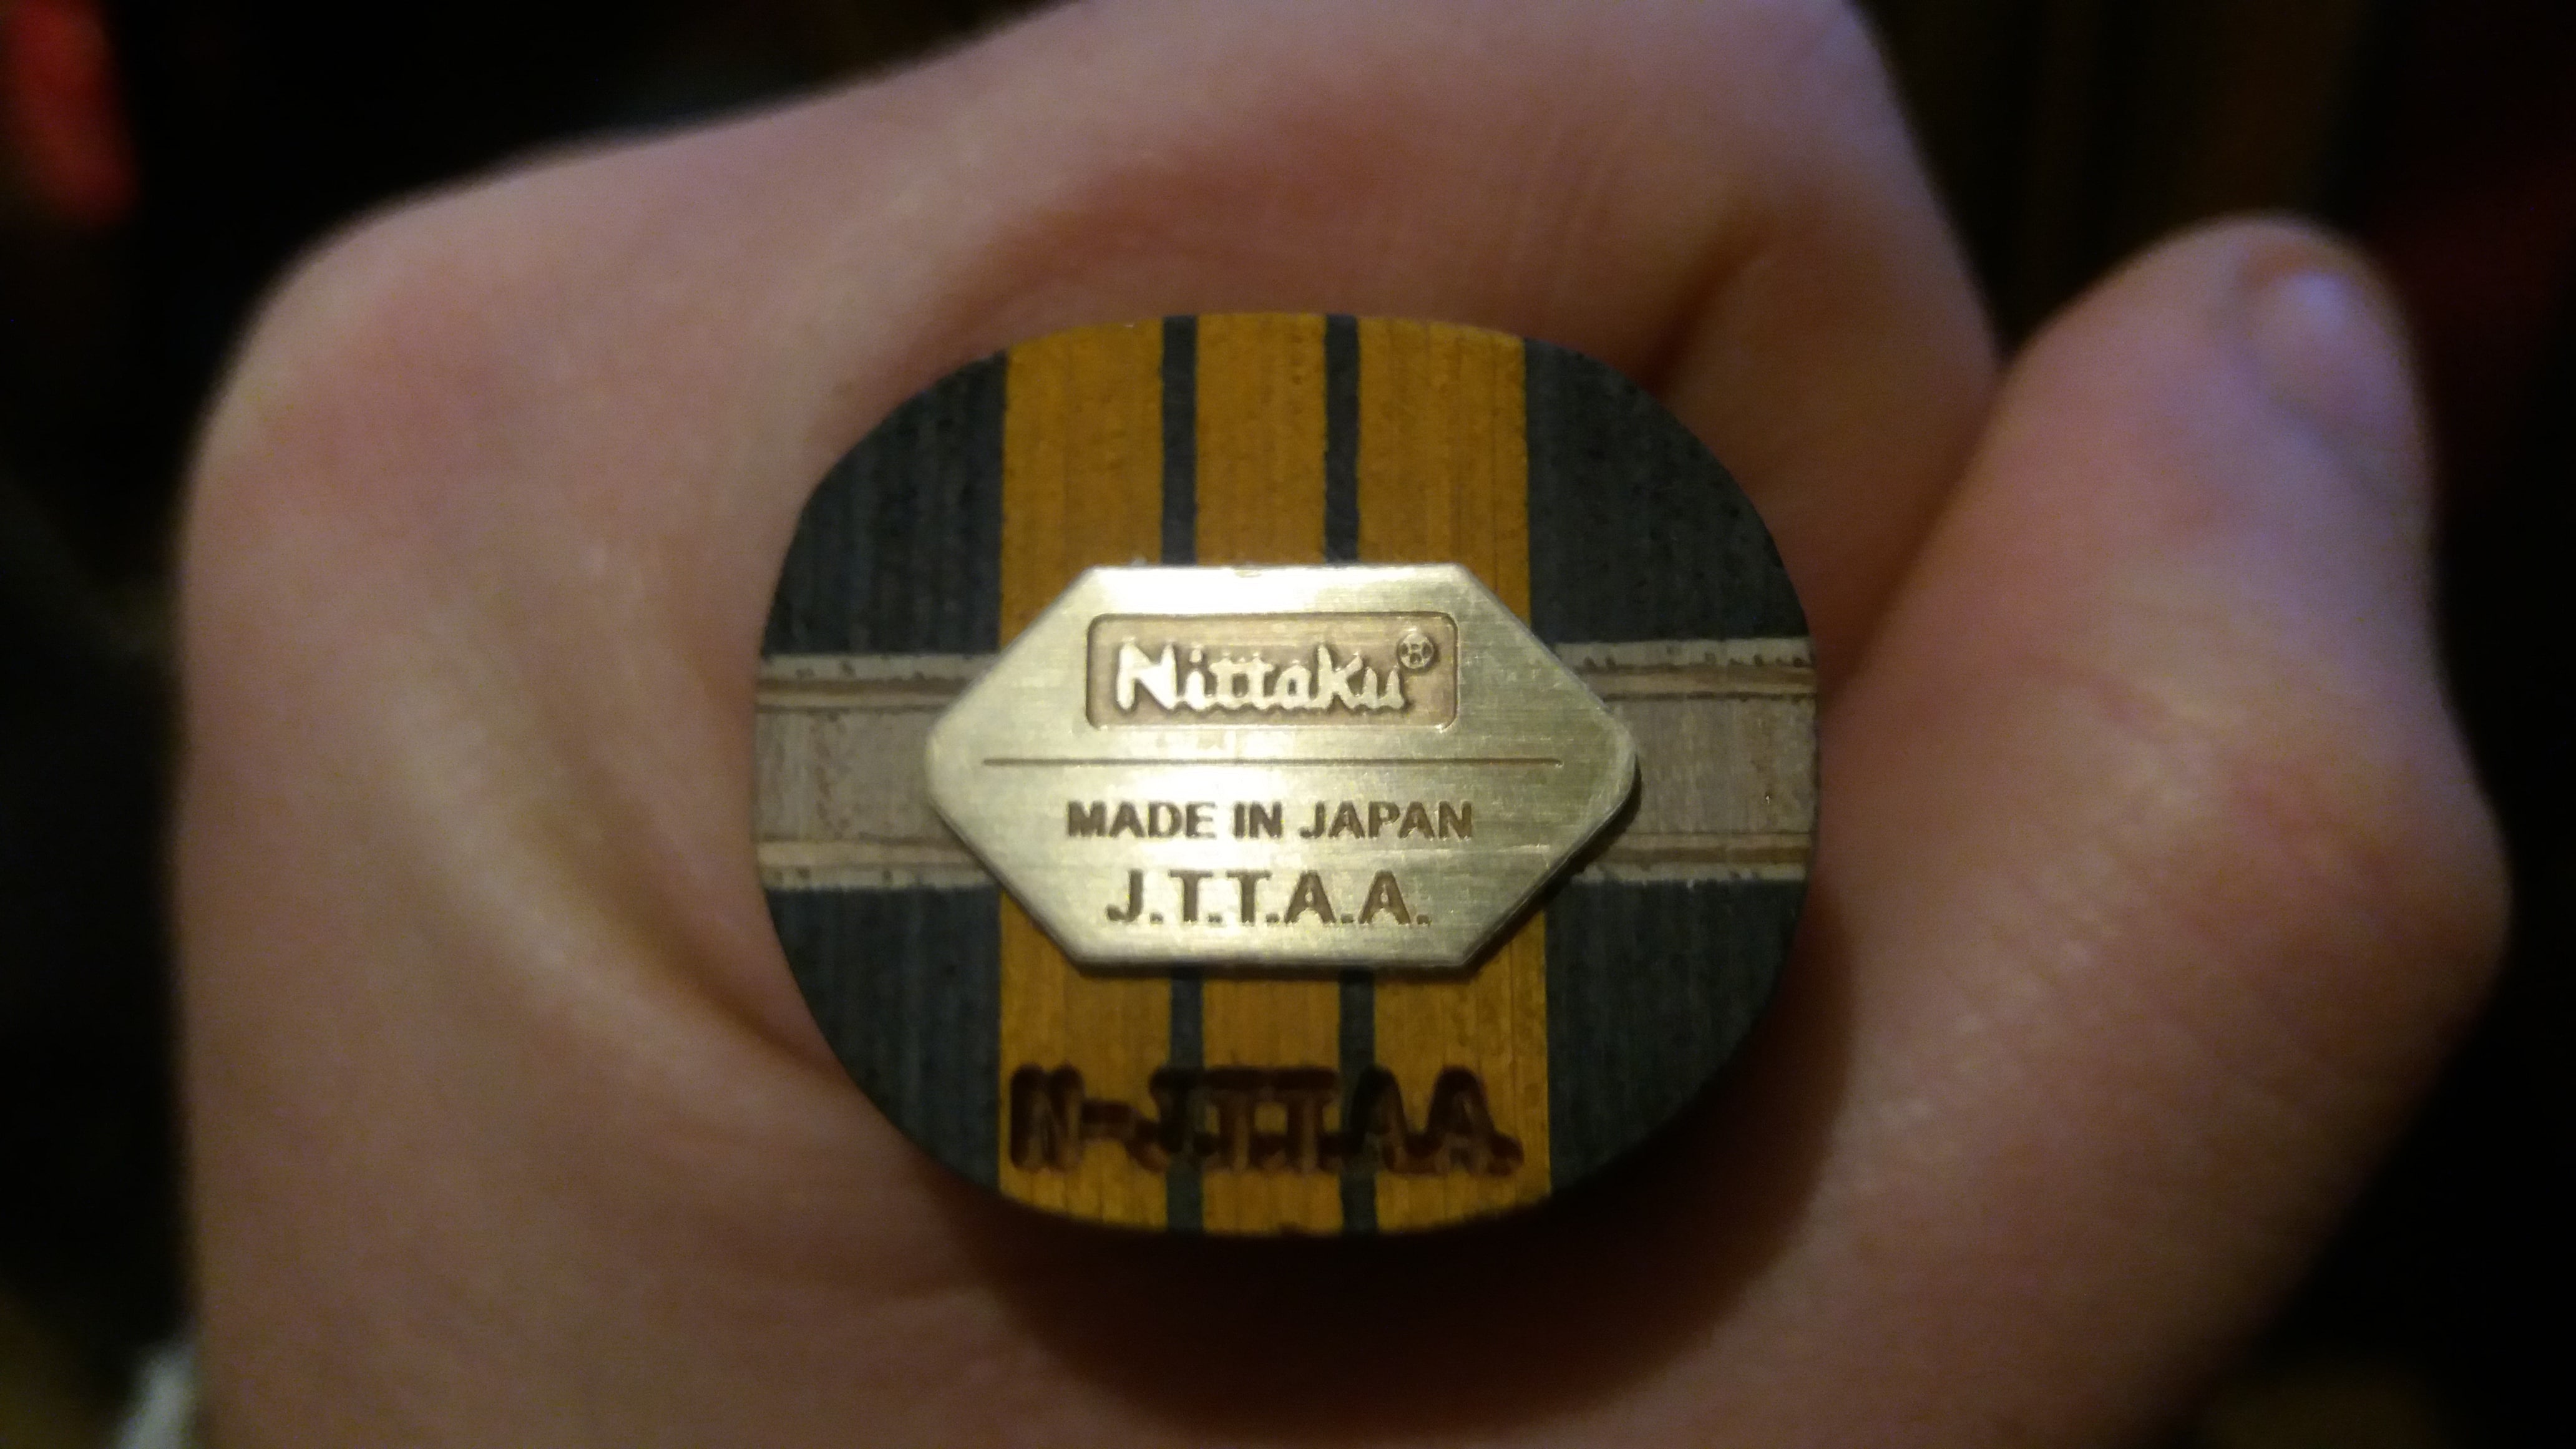 Nittaku®
MADE IN JAPAN
J.T.T.A.A.
N-J.T.T.A.A.